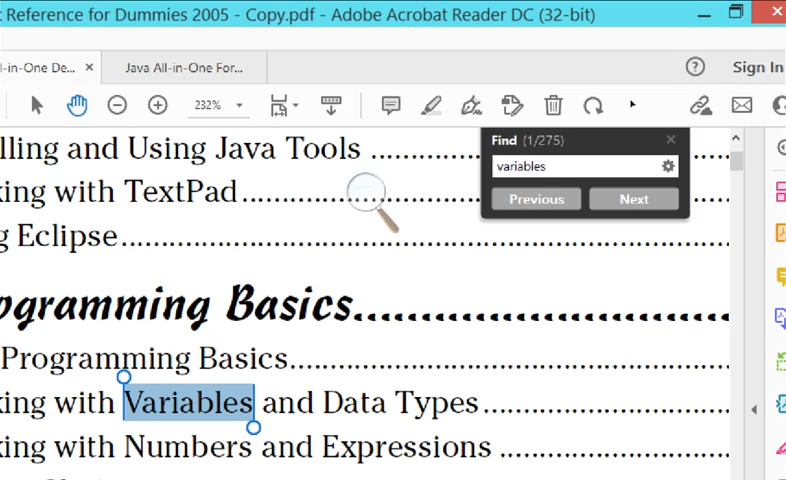 t Reference for Dummies 2005 - Copy.pdf - Adobe Acrobat Reader DC (32-bit)
l-in-One De... × Java All-in-One For... Sign In
232%
Find (1/275)
variables
Previous Next
lling and Using Java Tools ..........
king with TextPad..............................
g Eclipse..........................................................................
ogramming Basics..........................................
Programming Basics..........................................................
king with Variables and Data Types...................................
king with Numbers and Expressions ................................